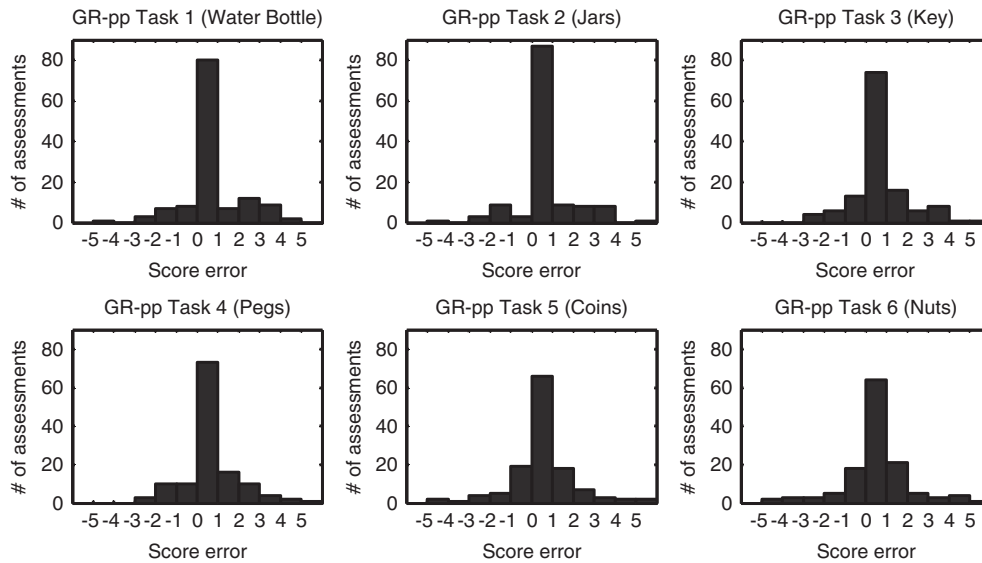 GR-pp Task 1 (Water Bottle)
GR-pp Task 2 (Jars)
GR-pp Task 3 (Key)
# of assessments
80
60
40
20
0
-5 -4 -3 -2 -1 0 1 2 3 4 5
Score error
# of assessments
80
60
40
20
0
-5 -4 -3 -2 -1 0 1 2 3 4 5
Score error
# of assessments
80
60
40
20
0
-5 -4 -3 -2 -1 0 1 2 3 4 5
Score error
GR-pp Task 4 (Pegs)
GR-pp Task 5 (Coins)
GR-pp Task 6 (Nuts)
# of assessments
80
60
40
20
0
-5 -4 -3 -2 -1 0 1 2 3 4 5
Score error
# of assessments
80
60
40
20
0
-5 -4 -3 -2 -1 0 1 2 3 4 5
Score error
# of assessments
80
60
40
20
0
-5 -4 -3 -2 -1 0 1 2 3 4 5
Score error